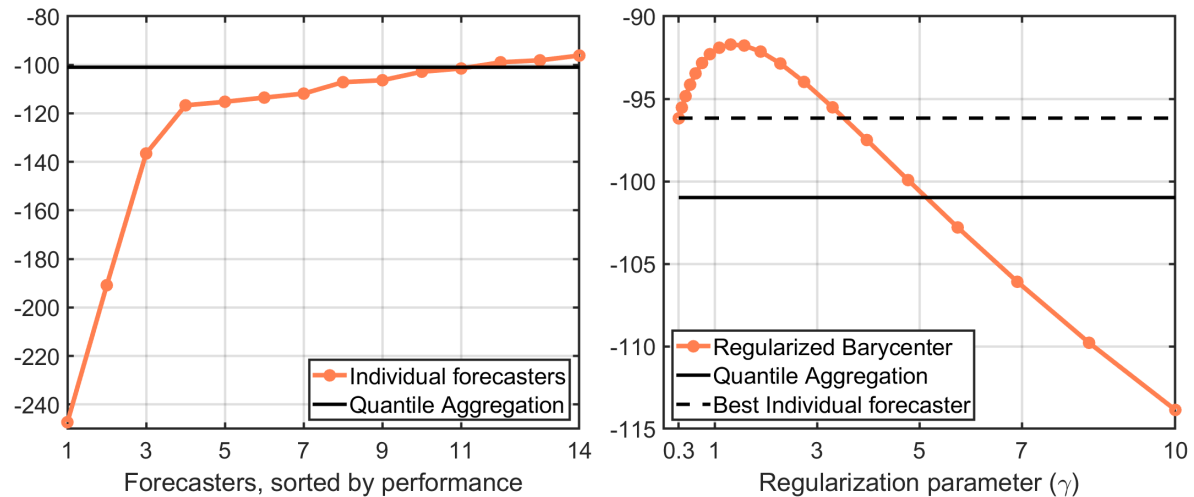 -80
-100
-120
-140
-160
-180
-200
-220
-240
1 3 5 7 9 11 14
Individual forecasters
Quantile Aggregation
Forecasters, sorted by performance
-90
-95
-100
-105
-110
-115
0.3 1 3 5 7 10
Regularized Barycenter
Quantile Aggregation
Best Individual forecaster
Regularization parameter (γ)